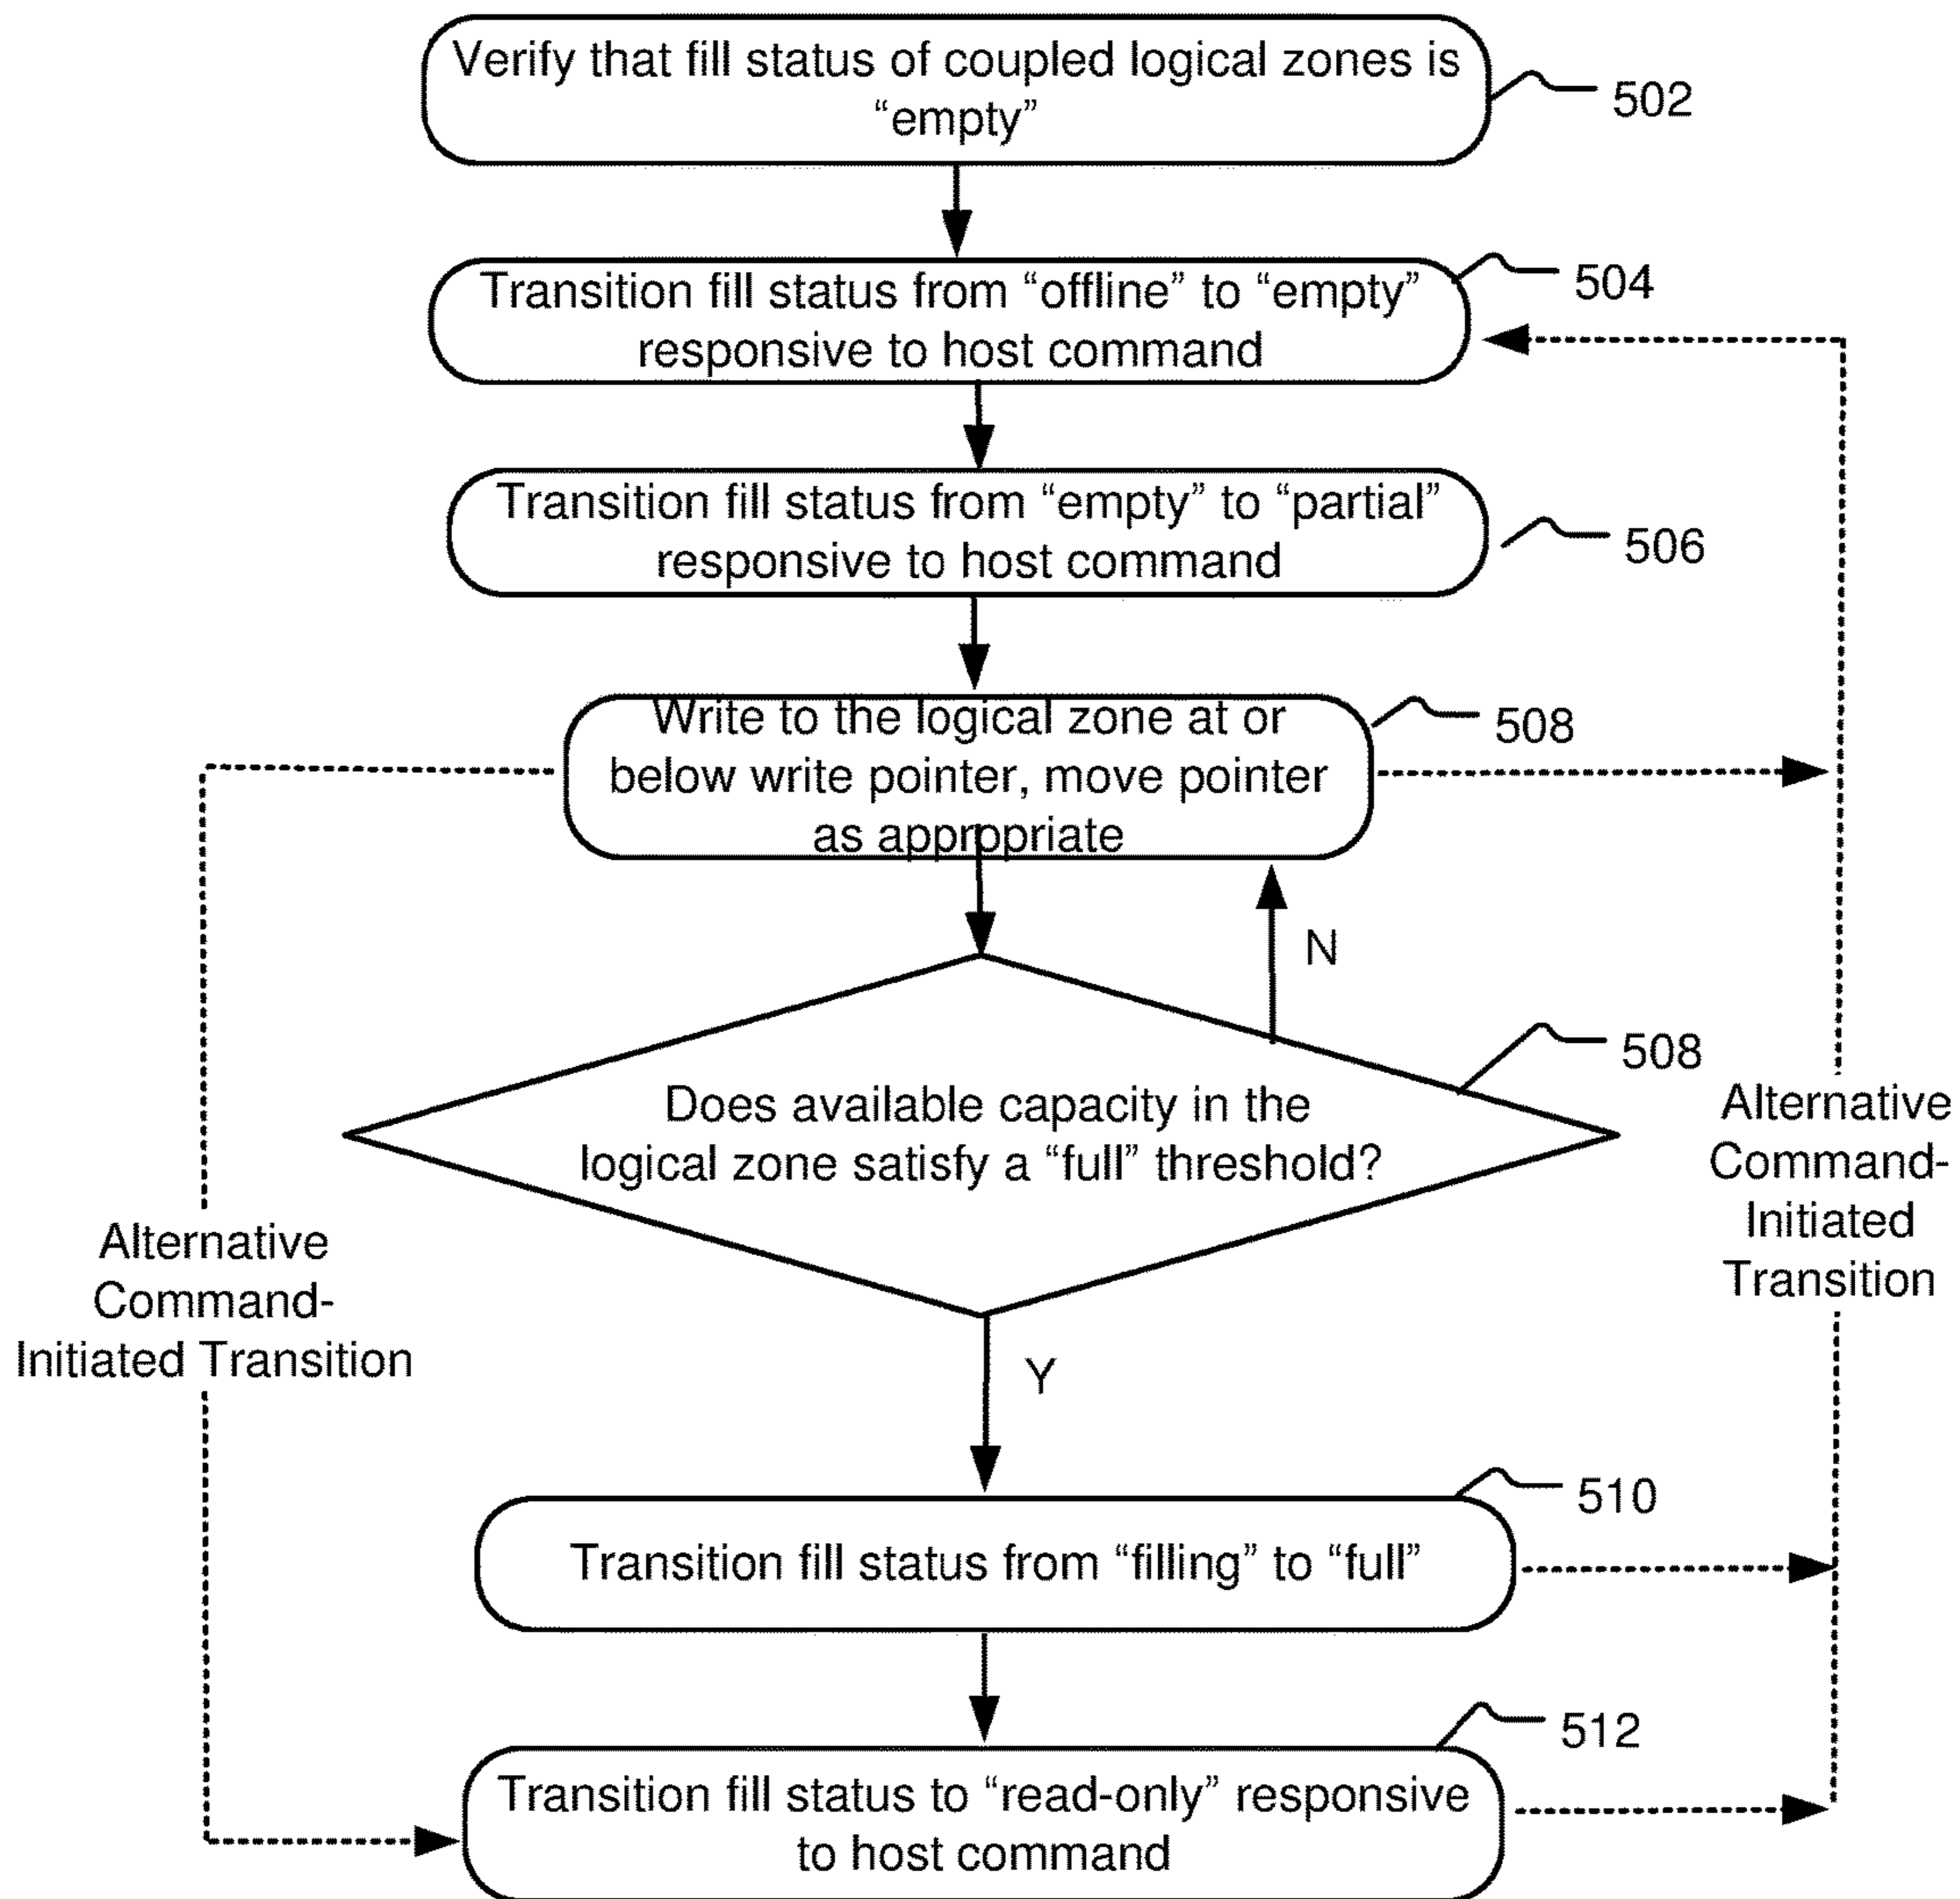 Verify that fill status of coupled logical zones is
“empty”
502
Transition fill status from “offline” to “empty”
responsive to host command
504
Transition fill status from “empty” to “partial”
responsive to host command
506
Write to the logical zone at or
below write pointer, move pointer
as appropriate
508
N
Does available capacity in the
logical zone satisfy a “full” threshold?
508
Alternative
Command-
Initiated
Transition
Alternative
Command-
Initiated Transition
Y
510
Transition fill status from “filling” to “full”
512
Transition fill status to “read-only” responsive
to host command